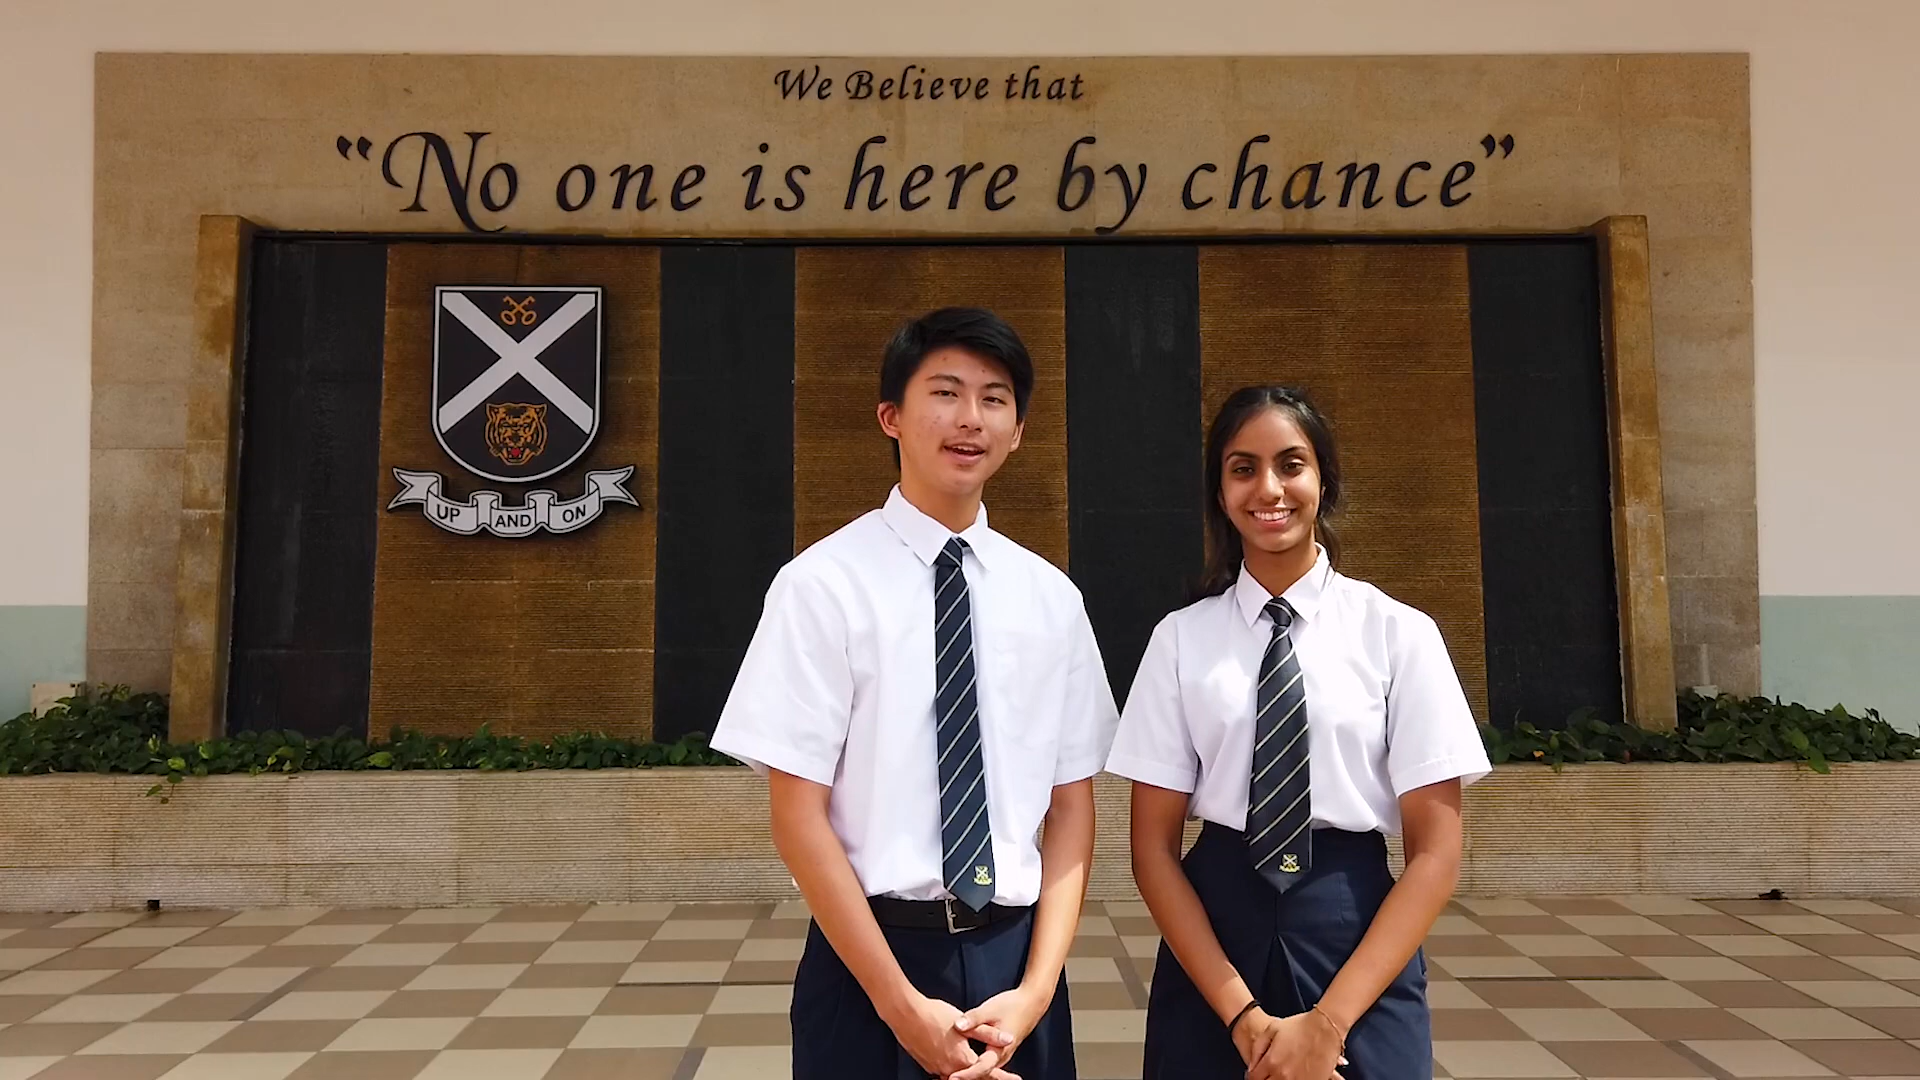 We Believe that
“No one is here by chance”
UP AND ON